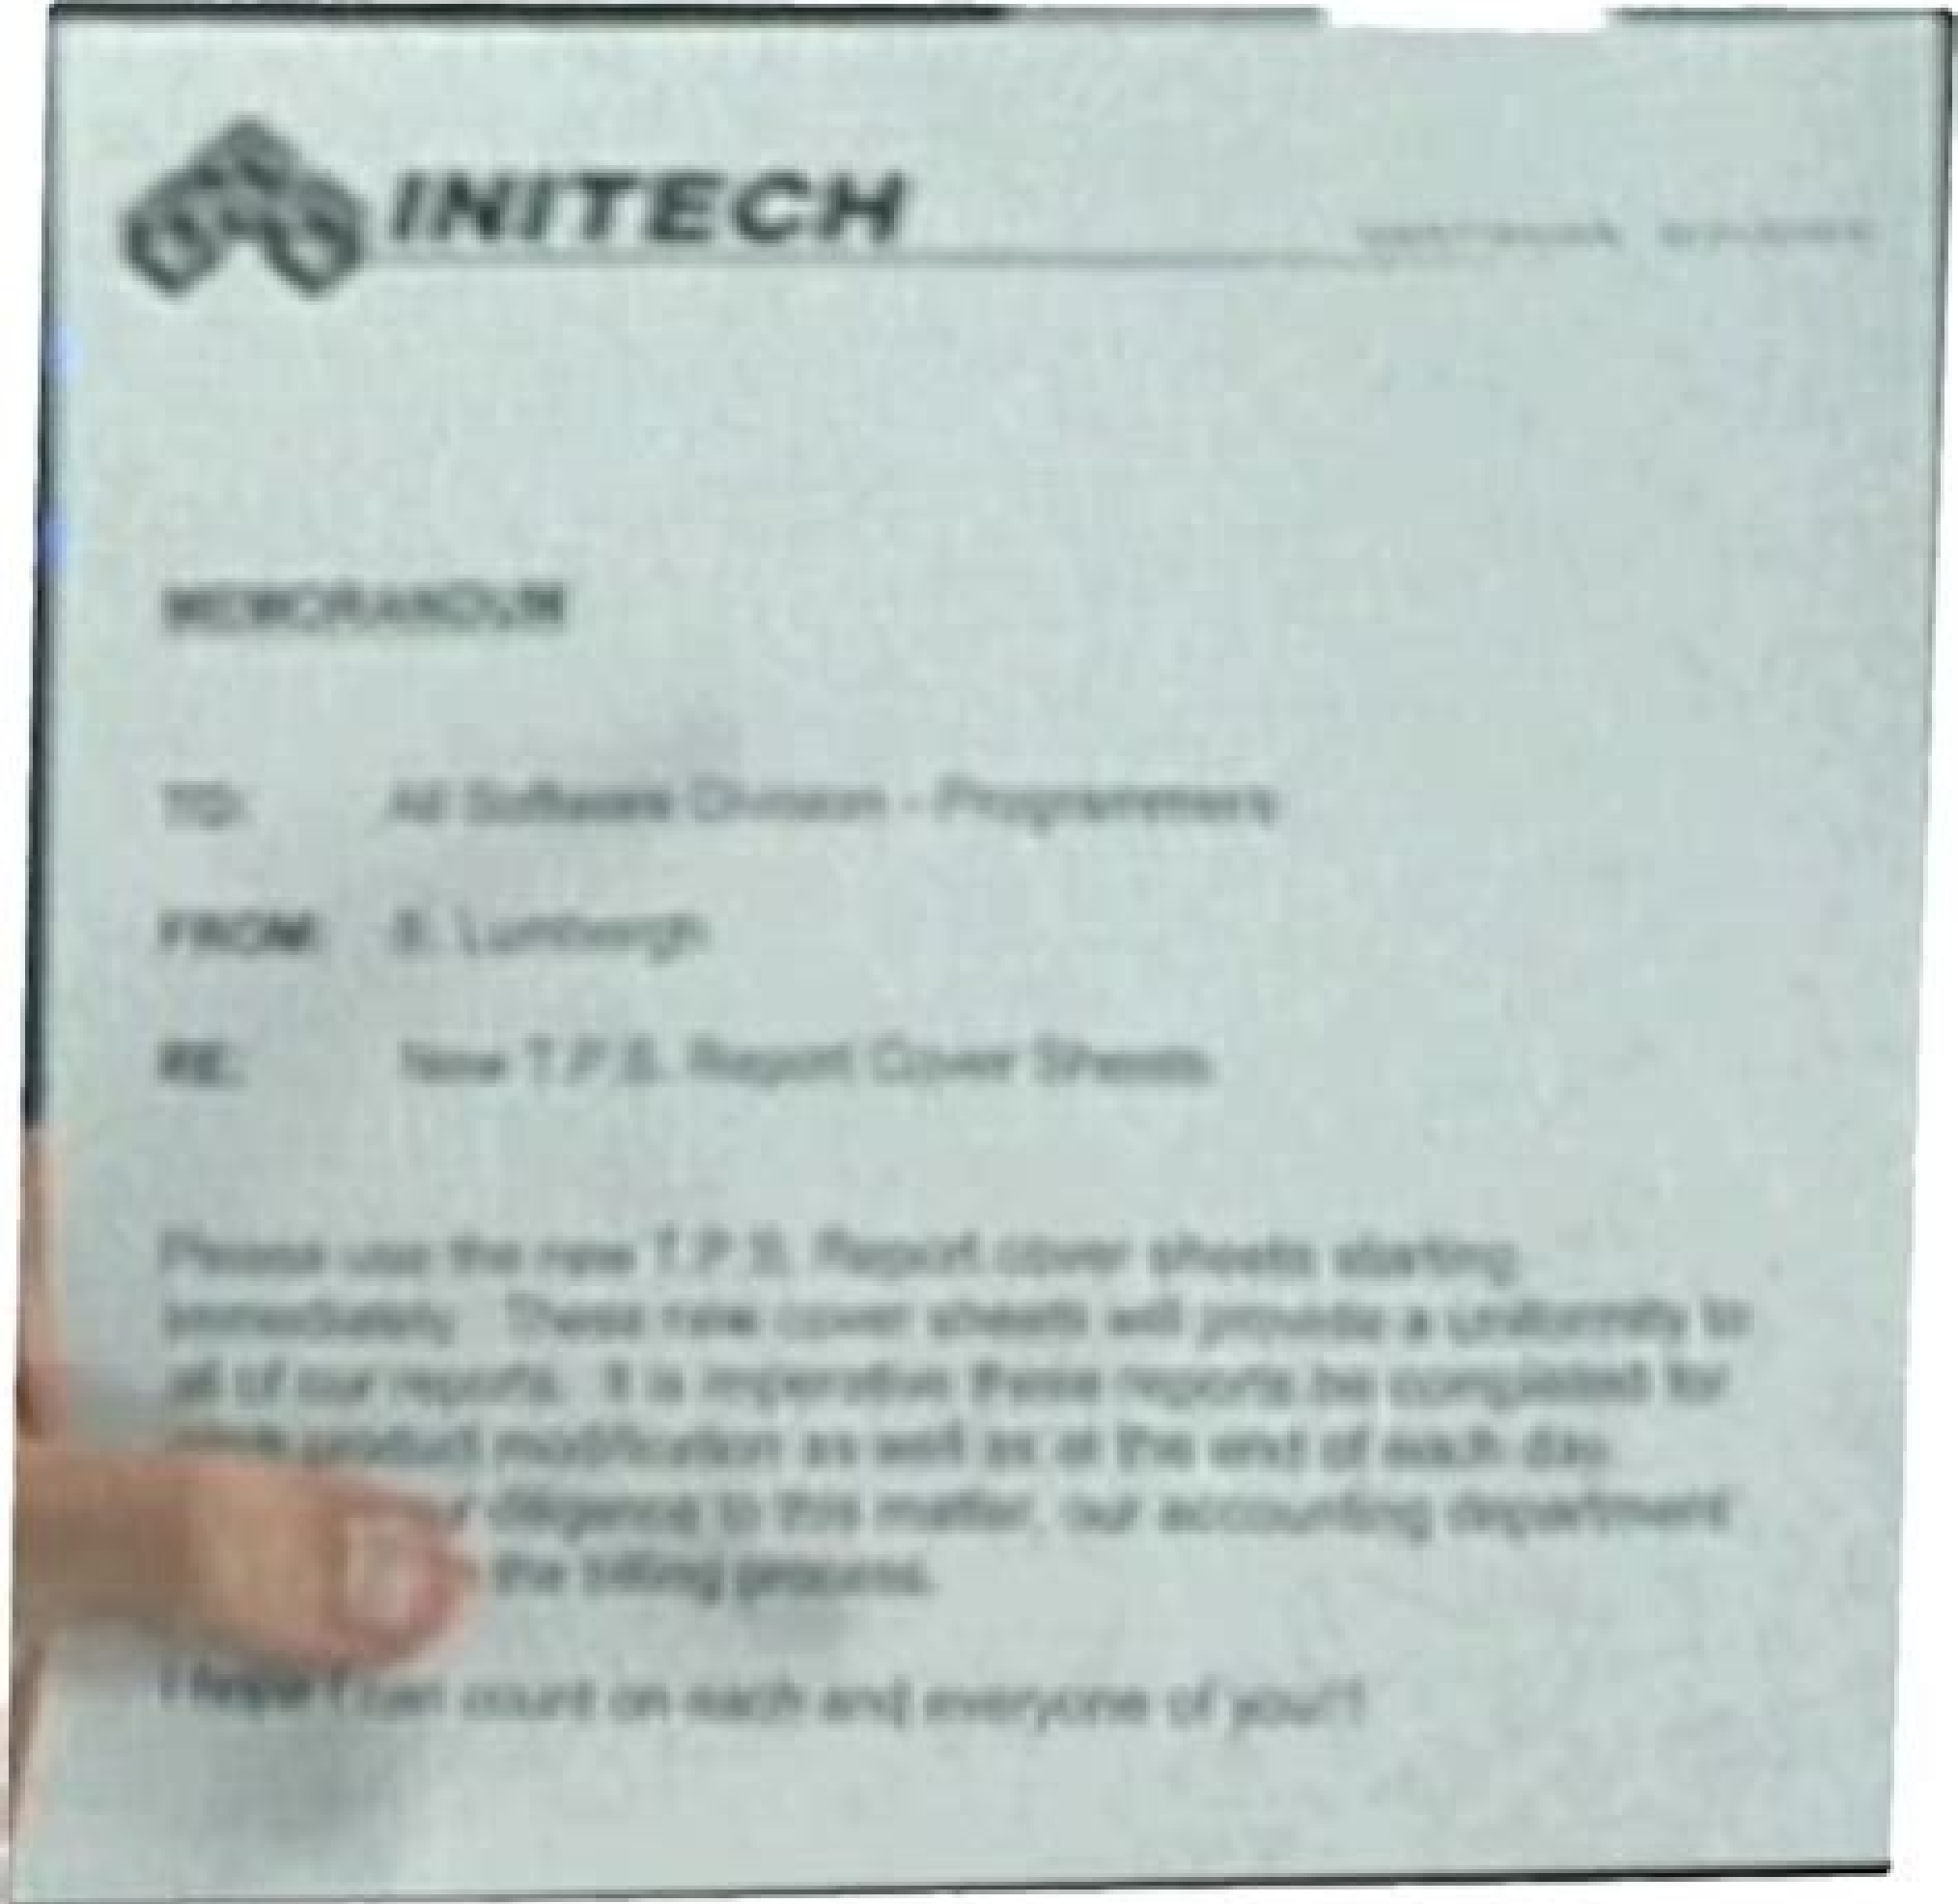 INITECH
MEMORANDUM
TO: All Software Division - Programmers
FROM: B. Lumbergh
RE: New T.P.S. Report Cover Sheets
Please use the new T.P.S. Report cover sheets starting
immediately. These new cover sheets will provide a uniformity to
all of our reports. It is imperative these reports be completed for
product modification as well as at the end of each day.
diligence to this matter, our accounting department
the billing process.
I hope I can count on each and everyone of you!!